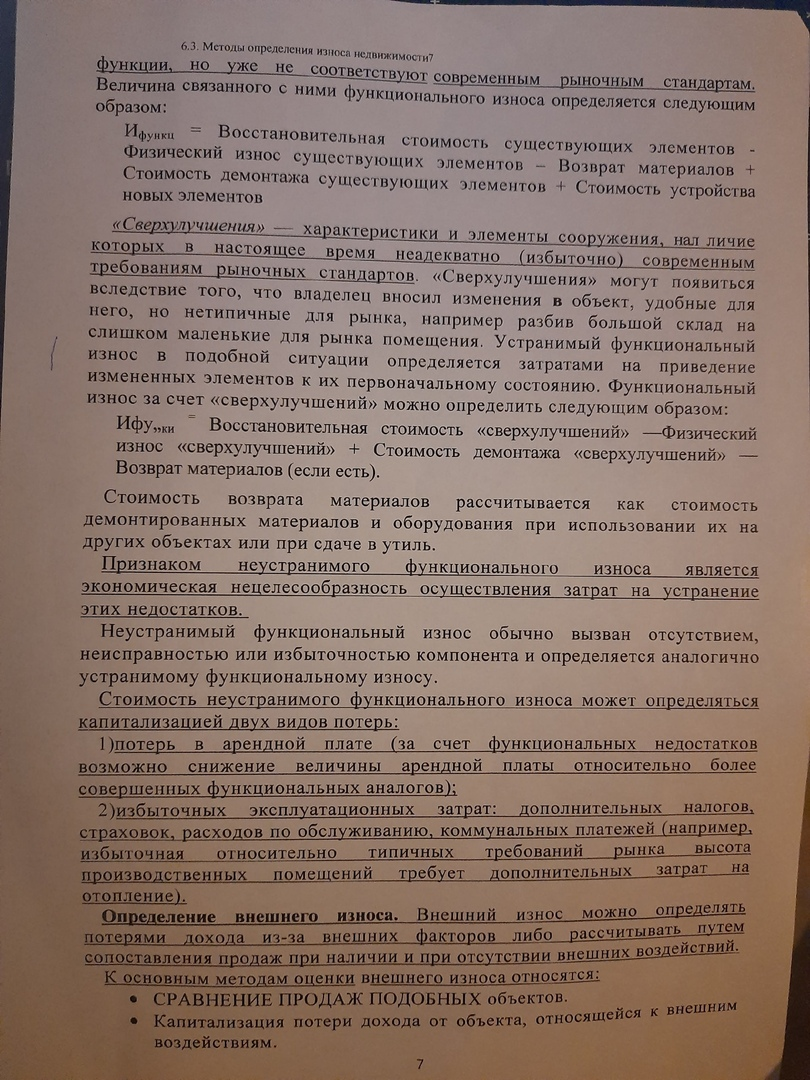 6.3. Методы определения износа недвижимости7
функции, но уже не соответствуют современным рыночным стандартам.
Величина связанного с ними функционального износа определяется следующим
образом:
Ифункц = Восстановительная стоимость существующих элементов -
Физический износ существующих элементов – Возврат материалов +
Стоимость демонтажа существующих элементов + Стоимость устройства
новых элементов
«Сверхулучшения» — характеристики и элементы сооружения, нал личие
которых в настоящее время неадекватно (избыточно) современным
требованиям рыночных стандартов. «Сверхулучшения» могут появиться
вследствие того, что владелец вносил изменения в объект, удобные для
него, но нетипичные для рынка, например разбив большой склад на
слишком маленькие для рынка помещения. Устранимый функциональный
износ в подобной ситуации определяется затратами на приведение
измененных элементов к их первоначальному состоянию. Функциональный
износ за счет «сверхулучшений» можно определить следующим образом:
Ифу„ки = Восстановительная стоимость «сверхулучшений» —Физический
износ «сверхулучшений» + Стоимость демонтажа «сверхулучшений» —
Возврат материалов (если есть).
Стоимость возврата материалов рассчитывается как стоимость
демонтированных материалов и оборудования при использовании их на
других объектах или при сдаче в утиль.
Признаком неустранимого функционального износа является
экономическая нецелесообразность осуществления затрат на устранение
этих недостатков.
Неустранимый функциональный износ обычно вызван отсутствием,
неисправностью или избыточностью компонента и определяется аналогично
устранимому функциональному износу.
Стоимость неустранимого функционального износа может определяться
капитализацией двух видов потерь:
1)потерь в арендной плате (за счет функциональных недостатков
возможно снижение величины арендной платы относительно более
совершенных функциональных аналогов);
2)избыточных эксплуатационных затрат: дополнительных налогов,
страховок, расходов по обслуживанию, коммунальных платежей (например,
избыточная относительно типичных требований рынка высота
производственных помещений требует дополнительных затрат на
отопление).
Определение внешнего износа. Внешний износ можно определять
потерями дохода из-за внешних факторов либо рассчитывать путем
сопоставления продаж при наличии и при отсутствии внешних воздействий.
К основным методам оценки внешнего износа относятся:
• СРАВНЕНИЕ ПРОДАЖ ПОДОБНЫХ объектов.
• Капитализация потери дохода от объекта, относящейся к внешним
воздействиям.
7